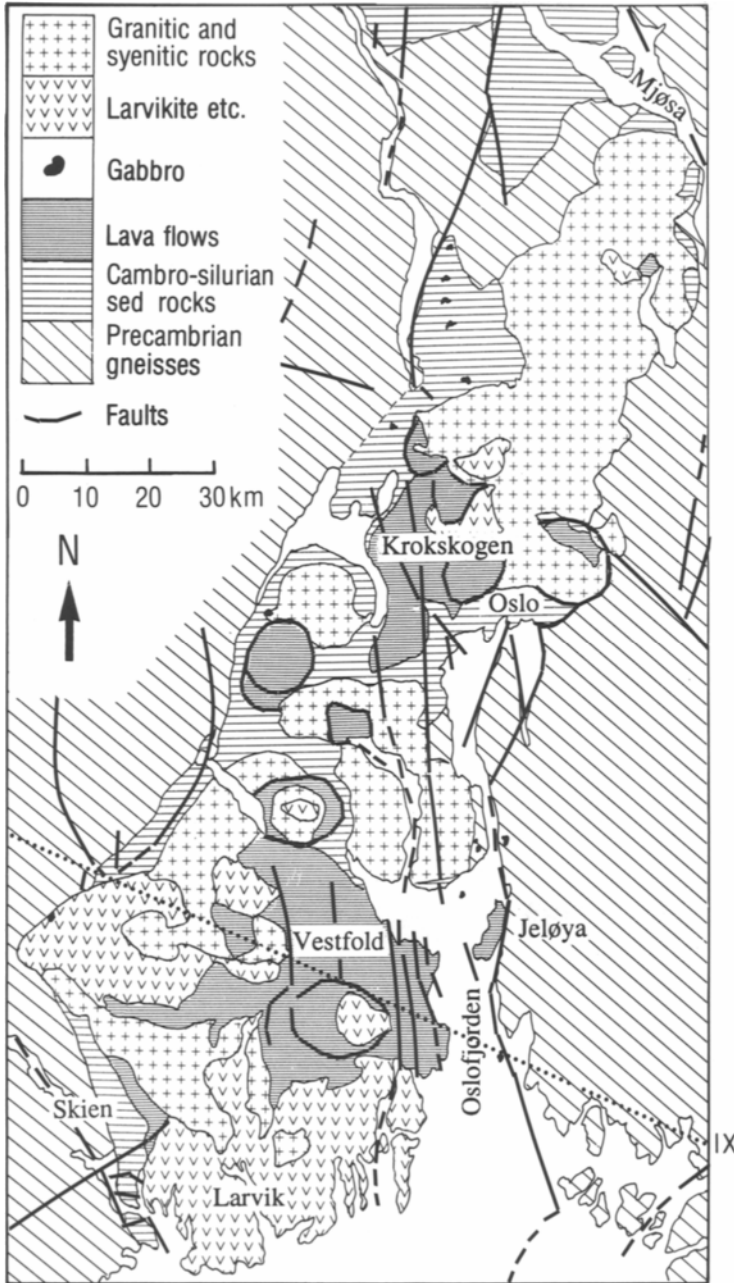 Granitic and
syenitic rocks
Larvikite etc.
Gabbro
Lava flows
Cambro-silurian
sed rocks
Precambrian
gneisses
Faults
0 10 20 30 km
N
Mjøsa
Krokskogen
Oslo
Vestfold
Jeløya
Oslofjorden
Skien
IX
Larvik